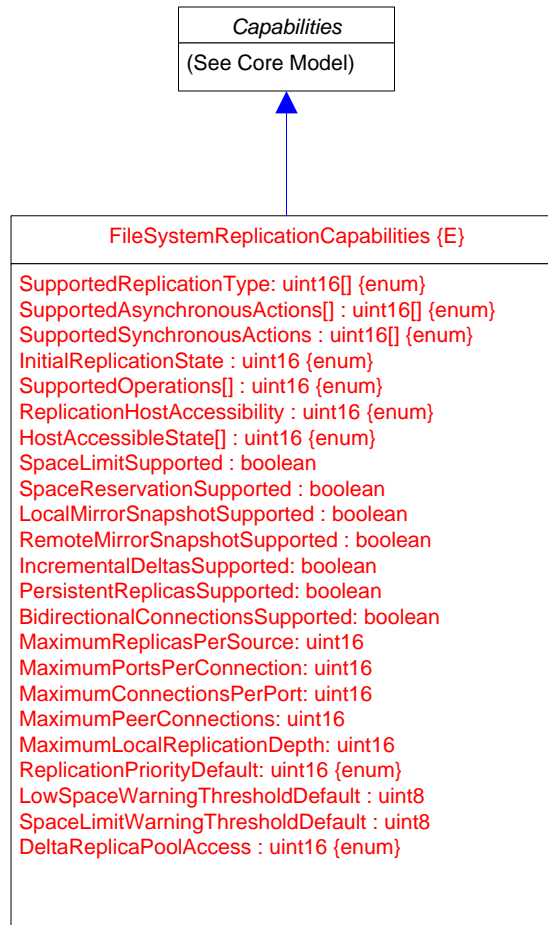 Capabilities
(See Core Model)
FileSystemReplicationCapabilities {E}
SupportedReplicationType: uint16[] {enum}
SupportedAsynchronousActions[] : uint16[] {enum}
SupportedSynchronousActions : uint16[] {enum}
InitialReplicationState : uint16 {enum}
SupportedOperations[] : uint16 {enum}
ReplicationHostAccessibility : uint16 {enum}
HostAccessibleState[] : uint16 {enum}
SpaceLimitSupported : boolean
SpaceReservationSupported : boolean
LocalMirrorSnapshotSupported : boolean
RemoteMirrorSnapshotSupported : boolean
IncrementalDeltasSupported: boolean
PersistentReplicasSupported: boolean
BidirectionalConnectionsSupported: boolean
MaximumReplicasPerSource: uint16
MaximumPortsPerConnection: uint16
MaximumConnectionsPerPort: uint16
MaximumPeerConnections: uint16
MaximumLocalReplicationDepth: uint16
ReplicationPriorityDefault: uint16 {enum}
LowSpaceWarningThresholdDefault : uint8
SpaceLimitWarningThresholdDefault : uint8
DeltaReplicaPoolAccess : uint16 {enum}